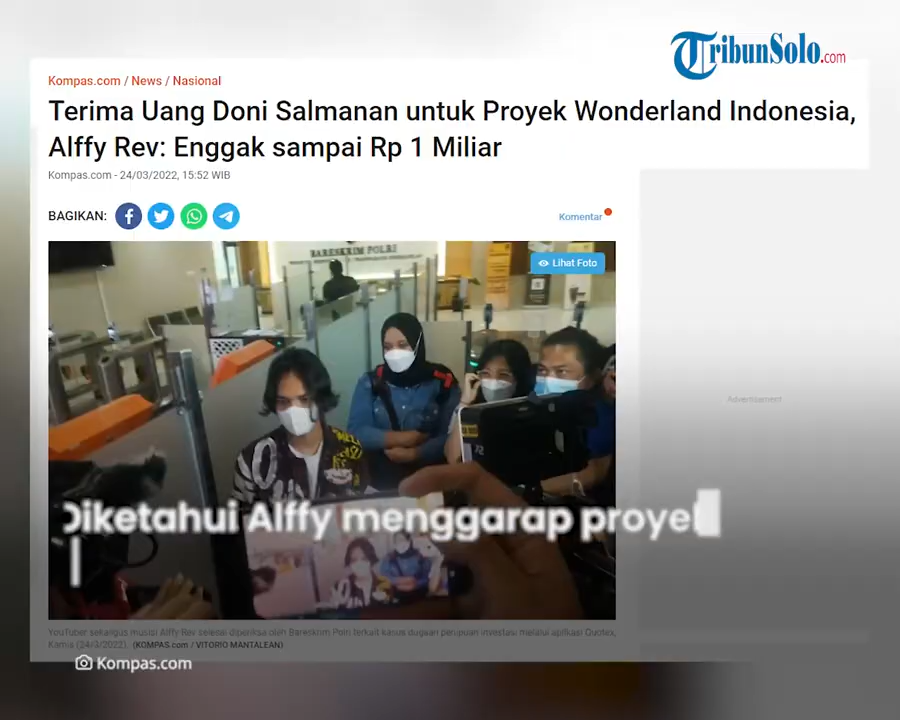 TribunSolo.com
Kompas.com / News / Nasional
Terima Uang Doni Salmanan untuk Proyek Wonderland Indonesia,
Alffy Rev: Enggak sampai Rp 1 Miliar
Kompas.com - 24/03/2022, 15:52 WIB
BAGIKAN:
Komentar
BARESKRIM POLRI
Lihat Foto
Advertisement
Diketahui Alffy menggarap proye
YouTuber sekaligus musisi Alffy Rev selesai diperiksa oleh Bareskrim Polri terkait kasus dugaan penipuan investasi melalui aplikasi Quotex,
Kamis (24/3/2022). (KOMPAS.com / VITORIO MANTALEAN)
Kompas.com